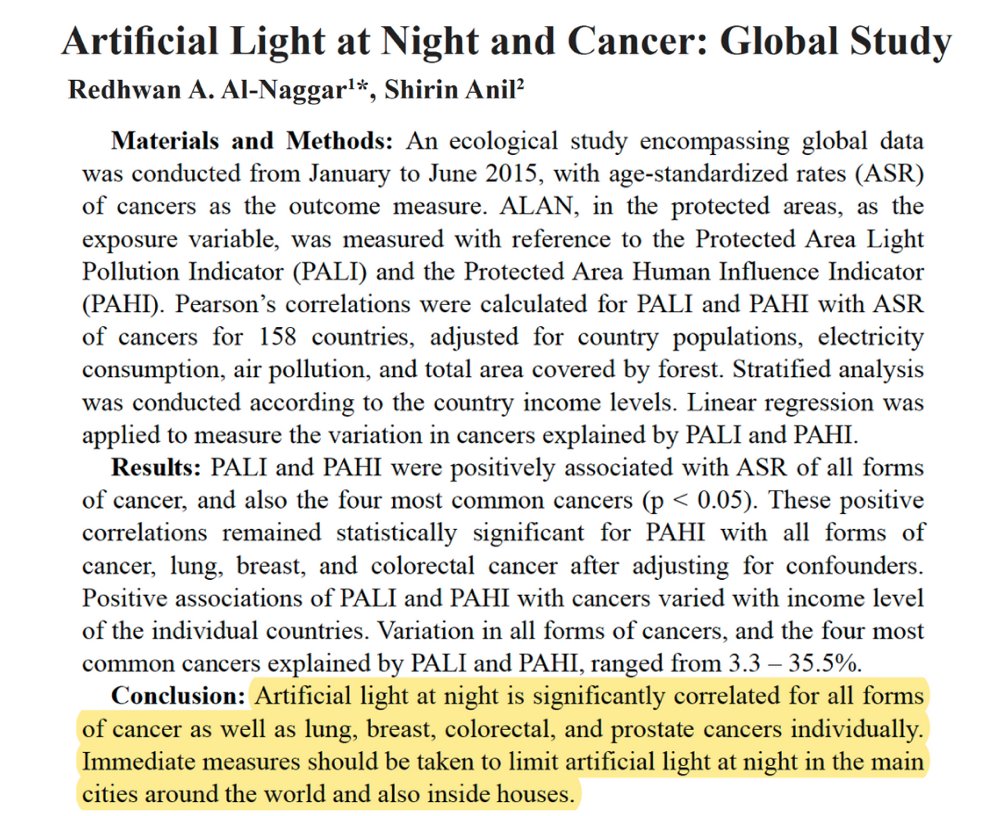 Artificial Light at Night and Cancer: Global Study
Redhwan A. Al-Naggar¹*, Shirin Anil²
Materials and Methods: An ecological study encompassing global data
was conducted from January to June 2015, with age-standardized rates (ASR)
of cancers as the outcome measure. ALAN, in the protected areas, as the
exposure variable, was measured with reference to the Protected Area Light
Pollution Indicator (PALI) and the Protected Area Human Influence Indicator
(PAHI). Pearson’s correlations were calculated for PALI and PAHI with ASR
of cancers for 158 countries, adjusted for country populations, electricity
consumption, air pollution, and total area covered by forest. Stratified analysis
was conducted according to the country income levels. Linear regression was
applied to measure the variation in cancers explained by PALI and PAHI.
Results: PALI and PAHI were positively associated with ASR of all forms
of cancer, and also the four most common cancers (p < 0.05). These positive
correlations remained statistically significant for PAHI with all forms of
cancer, lung, breast, and colorectal cancer after adjusting for confounders.
Positive associations of PALI and PAHI with cancers varied with income level
of the individual countries. Variation in all forms of cancers, and the four most
common cancers explained by PALI and PAHI, ranged from 3.3 – 35.5%.
Conclusion: Artificial light at night is significantly correlated for all forms
of cancer as well as lung, breast, colorectal, and prostate cancers individually.
Immediate measures should be taken to limit artificial light at night in the main
cities around the world and also inside houses.